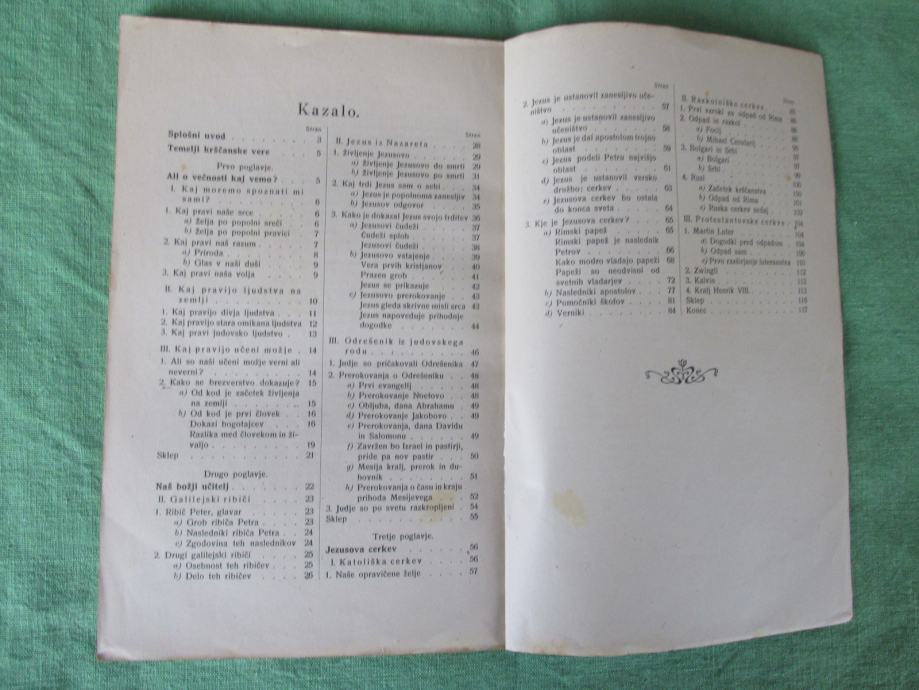 Kazalo.
Stran
Splošni uvod 3
Temelji krščanske vere 5
Prvo poglavje.
Ali o večnosti kaj vemo? 5
I. Kaj moremo spoznati mi
sami? 6
1. Kaj pravi naše srce 6
a) želja po popolni sreči 6
b) želja po popolni pravici 7
2. Kaj pravi naš razum 7
a) Priroda 8
b) Glas v naši duši 9
3. Kaj pravi naša volja 9
II. Kaj pravijo ljudstva na
zemlji 10
1. Kaj pravijo divja ljudstva 11
2. Kaj pravijo stara omikana ljudstva 12
3. Kaj pravi judovsko ljudstvo 13
III. Kaj pravijo učeni možje 14
1. Ali so naši učeni možje verni ali
neverni? 14
2. Kako se brezverstvo dokazuje? 15
a) Od kod je začetek življenja
na zemlji 15
b) Od kod je prvi človek 16
Dokazi bogotajcev 16
Razlika med človekom in ži-
valjo 19
Sklep 21
Drugo poglavje.
Naš božji učitelj 22
II. Galilejski ribiči 23
1. Ribič Peter, glavar 23
a) Grob ribiča Petra 23
b) Nasledniki ribiča Petra 24
c) Zgodovina teh naslednikov 24
2. Drugi galilejski ribiči 25
a) Osebnost teh ribičev 25
b) Delo teh ribičev 26
Stran
II. Jezus iz Nazareta 28
1. življenje Jezusovo 29
a) življenje Jezusovo do smrti 29
b) življenje Jezusovo po smrti 31
2. Kaj trdi Jezus sam o sebi 34
a) Jezus je popolnoma zanesljiv 34
b) Jezusov odgovor 35
3. Kako je dokazal Jezus svojo trditev 36
a) Jezusovi čudeži 37
Čudeži sploh 37
Jezusovi čudeži 38
b) Jezusovo vstajenje 39
Vera prvih kristjanov 40
Prazen grob 41
Jezus se prikazuje 42
c) Jezusovo prerokovanje 43
Jezus gleda skrivne misli srca 43
Jezus napoveduje prihodnje
dogodke 44
III. Odrešenik iz judovskega
rodu 46
1. Judje so pričakovali Odrešenika 47
2. Prerokovanja o Odrešeniku 48
a) Prvi evangelij 48
b) Prerokovanje Noetovo 48
c) Obljuba, dana Abrahamu 49
d) Prerokovanje Jakobovo 49
e) Prerokovanja, dana Davidu
in Salomonu 49
f) Zavržen bo Izrael in pastirji,
pride pa nov pastir 50
g) Mesija kralj, prerok in du-
hovnik 51
h) Prerokovanja o času in kraju
prihoda Mesijevega 52
3. Judje so po svetu razkropljeni 54
Sklep 55
Tretje poglavje.
Jezusova cerkev 56
I. Katoliška cerkev 56
1. Naše opravičene želje 57
Stran
2. Jezus je ustanovil zanesljivo uče-
ništvo 57
a) Jezus je ustanovil zanesljivo
učeništvo 58
b) Jezus je dal apostolom trojno
oblast 59
c) Jezus podeli Petru najvišjo
oblast 61
d) Jezus je ustanovil versko
družbo; cerkev 63
e) Jezusova cerkev bo ostala
do konca sveta 64
3. Kje je Jezusova cerkev? 65
a) Rimski papež 65
Rimski papež je naslednik
Petrov 66
Kako modro vladajo papeži 68
Papeži so neodvisni od
svetnih vladarjev 72
b) Nasledniki apostolov 77
c) Pomočniki škofov 81
d) Verniki 84
Stran
II. Razkolniške cerkve
1. Prvi verski za odpad od Rima
2. Odpad in razkol
a) Focij
b) Mihael Cerularij
3. Bolgari in Srbi
a) Bolgari
b) Srbi
4. Rusi
a) Začetek krščanstva
b) Odpad od Rima
c) Ruska cerkev sedaj
III. Protestantovske cerkve
1. Martin Luter
a) Dogodki pred odpadom
b) Odpad sam
c) Prvo razširjenje luteranstva
2. Zwingli
3. Kalvin
4. Kralj Henrik VIII.
Sklep
Konec 117